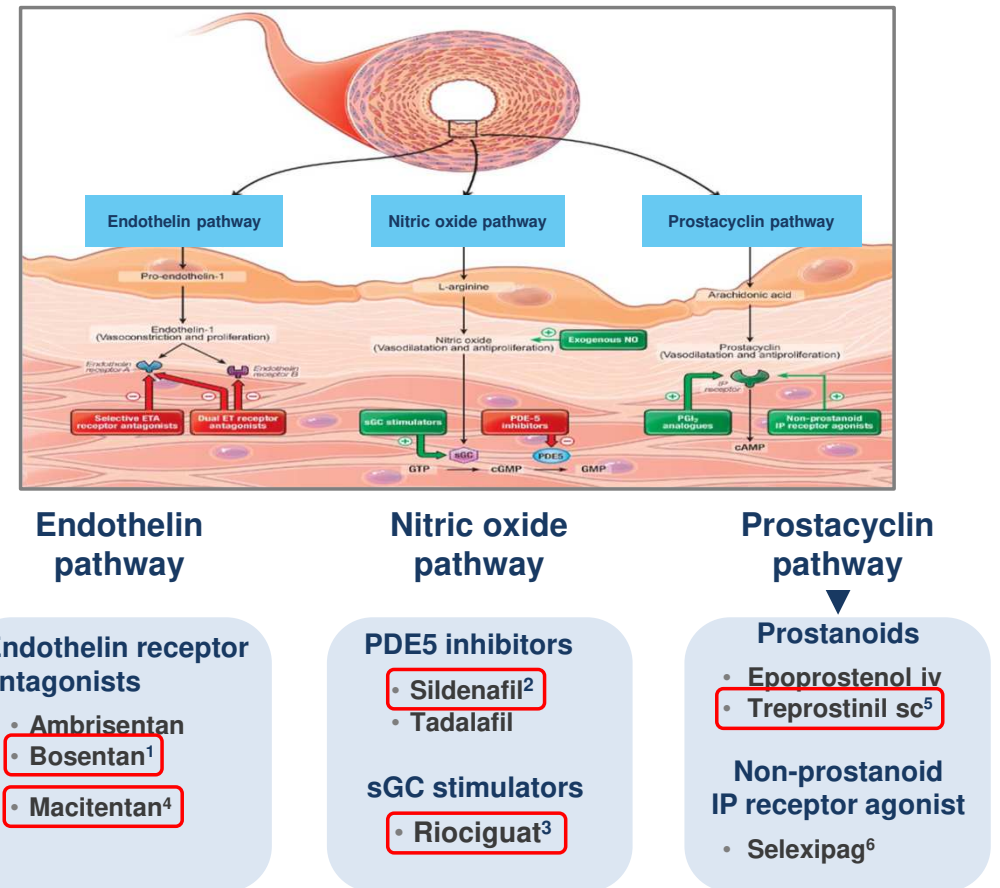 Endothelin pathway
Nitric oxide pathway
Prostacyclin pathway
Pro-endothelin-1
L-arginine
Arachidonic acid
Endothelin-1
(Vasoconstriction and proliferation)
Nitric oxide
(Vasodilatation and antiproliferation)
Exogenous NO
Prostacyclin
(Vasodilatation and antiproliferation)
Endothelin
receptor A
Endothelin
receptor B
IP
receptor
Selective ETA
receptor antagonists
Dual ET receptor
antagonists
sGC stimulators
PDE-5
inhibitors
PGI₂
analogues
Non-prostanoid
IP receptor agonists
sGC
PDE5
cAMP
GTP
cGMP
GMP
Endothelin
pathway
Nitric oxide
pathway
Prostacyclin
pathway
ndothelin receptor
ntagonists
• Ambrisentan
• Bosentan¹
• Macitentan⁴
PDE5 inhibitors
• Sildenafil²
• Tadalafil
sGC stimulators
• Riociguat³
Prostanoids
• Epoprostenol iv
• Treprostinil sc⁵
Non-prostanoid
IP receptor agonist
• Selexipag⁶